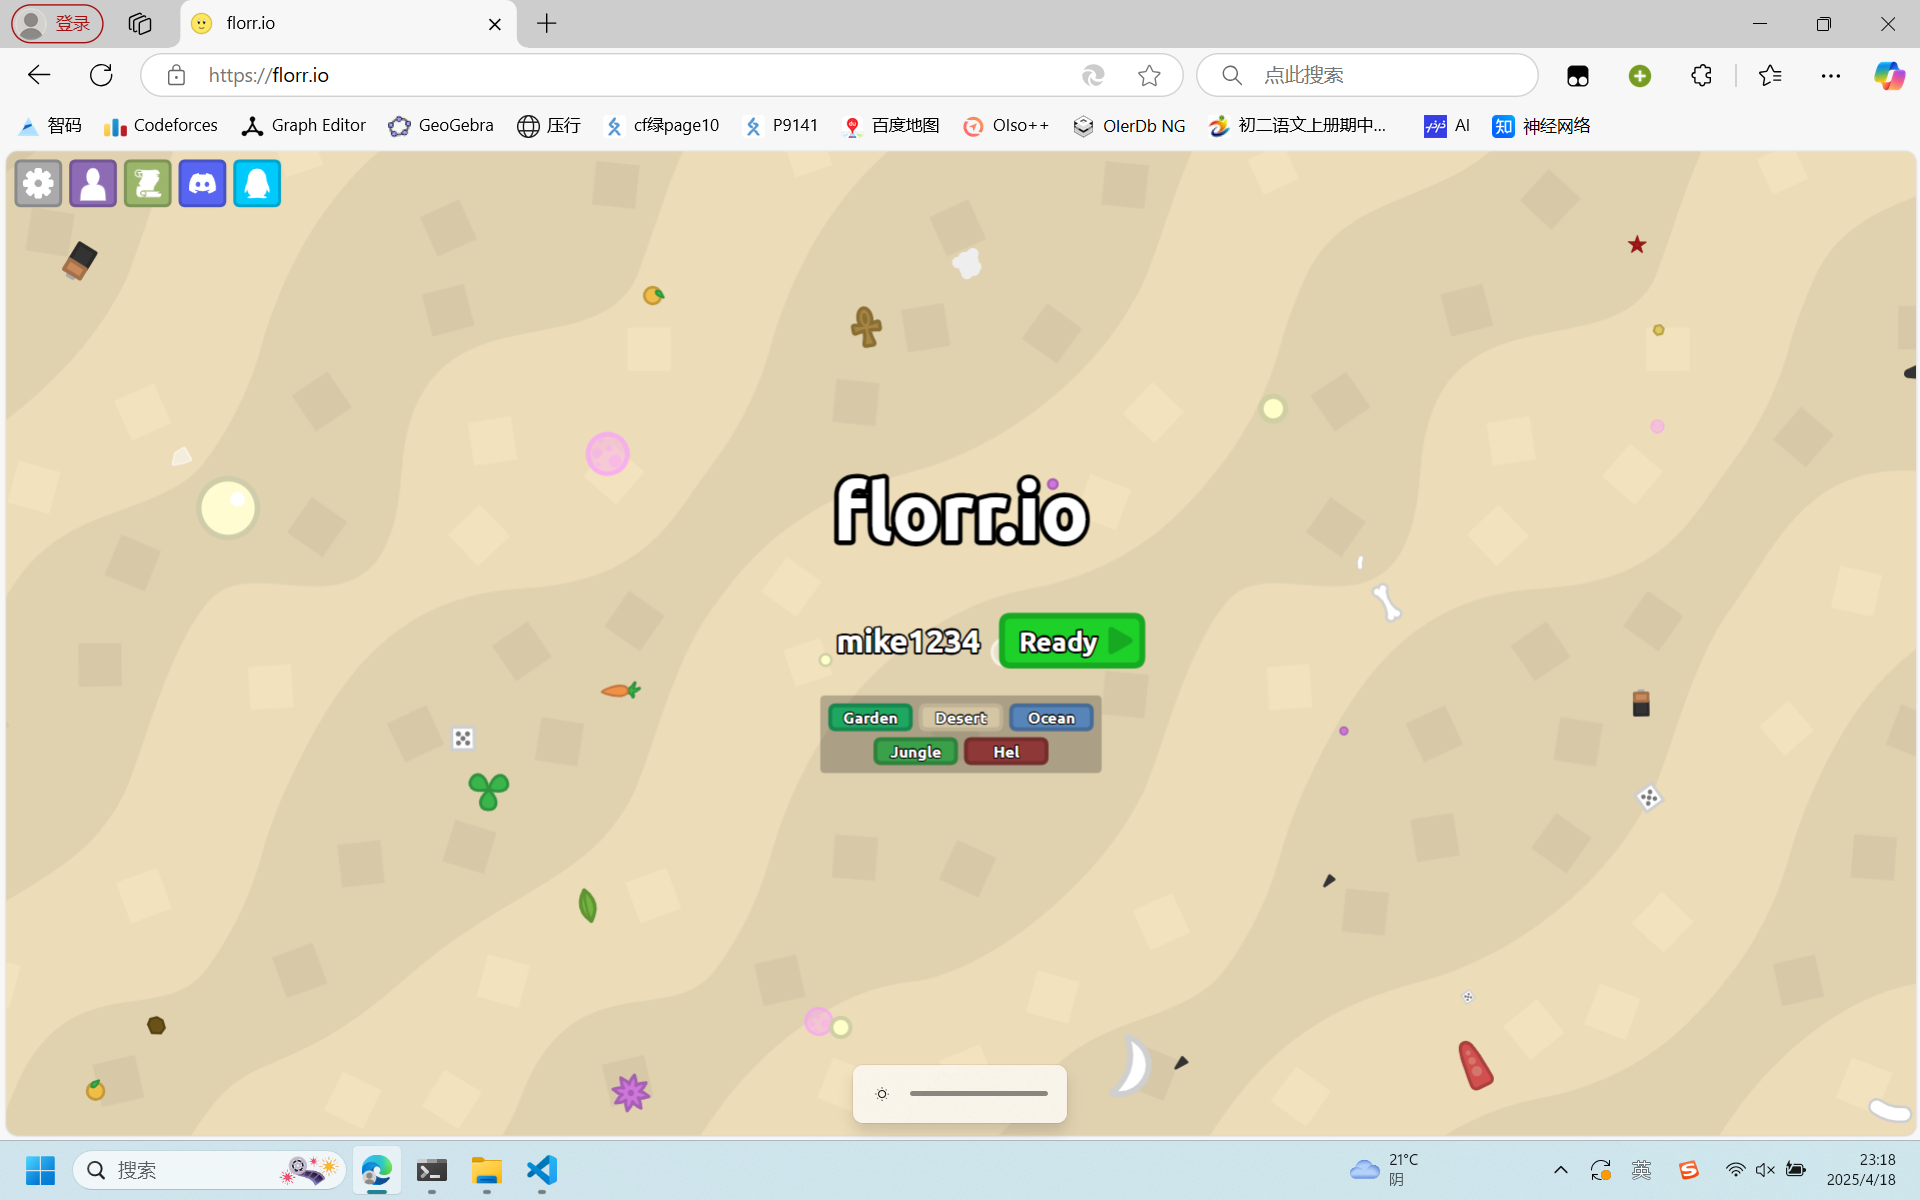 登录
florr.io
https://florr.io
点此搜索
智码
Codeforces
Graph Editor
GeoGebra
压行
cf绿page10
P9141
百度地图
OIso++
OIerDb NG
初二语文上册期中...
AI
知
神经网络
florr.io
mike1234
Ready
Garden
Desert
Ocean
Jungle
Hel
搜索
21°C
阴
英
23:18
2025/4/18